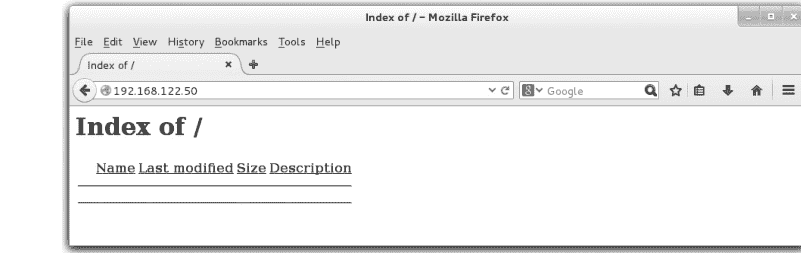 Index of / - Mozilla Firefox
File Edit View History Bookmarks Tools Help
Index of /
192.168.122.50 Google
Index of /
Name Last modified Size Description